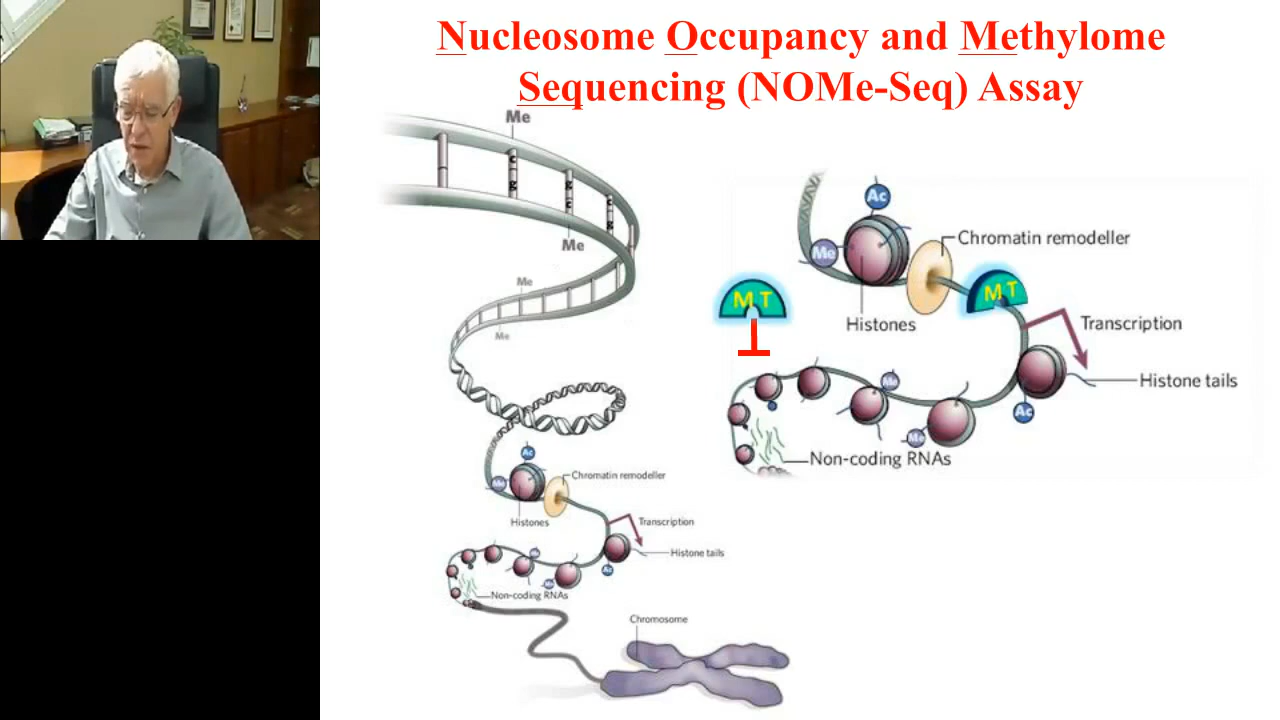 Nucleosome Occupancy and Methylome
Sequencing (NOMe-Seq) Assay
Me
Me
Me
Me
Ac
Me
Chromatin remodeller
Histones
Transcription
Histone tails
Me
Ac
Me
Non-coding RNAs
Chromosome
Ac
Me
Chromatin remodeller
MT
MT
Histones
Transcription
Histone tails
Me
Ac
Me
Non-coding RNAs